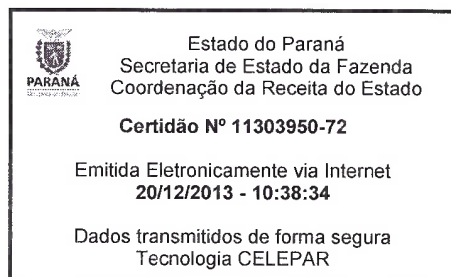 Estado do Paraná
Secretaria de Estado da Fazenda
Coordenação da Receita do Estado
PARANÁ
Certidão Nº 11303950-72
Emitida Eletronicamente via Internet
20/12/2013 - 10:38:34
Dados transmitidos de forma segura
Tecnologia CELEPAR